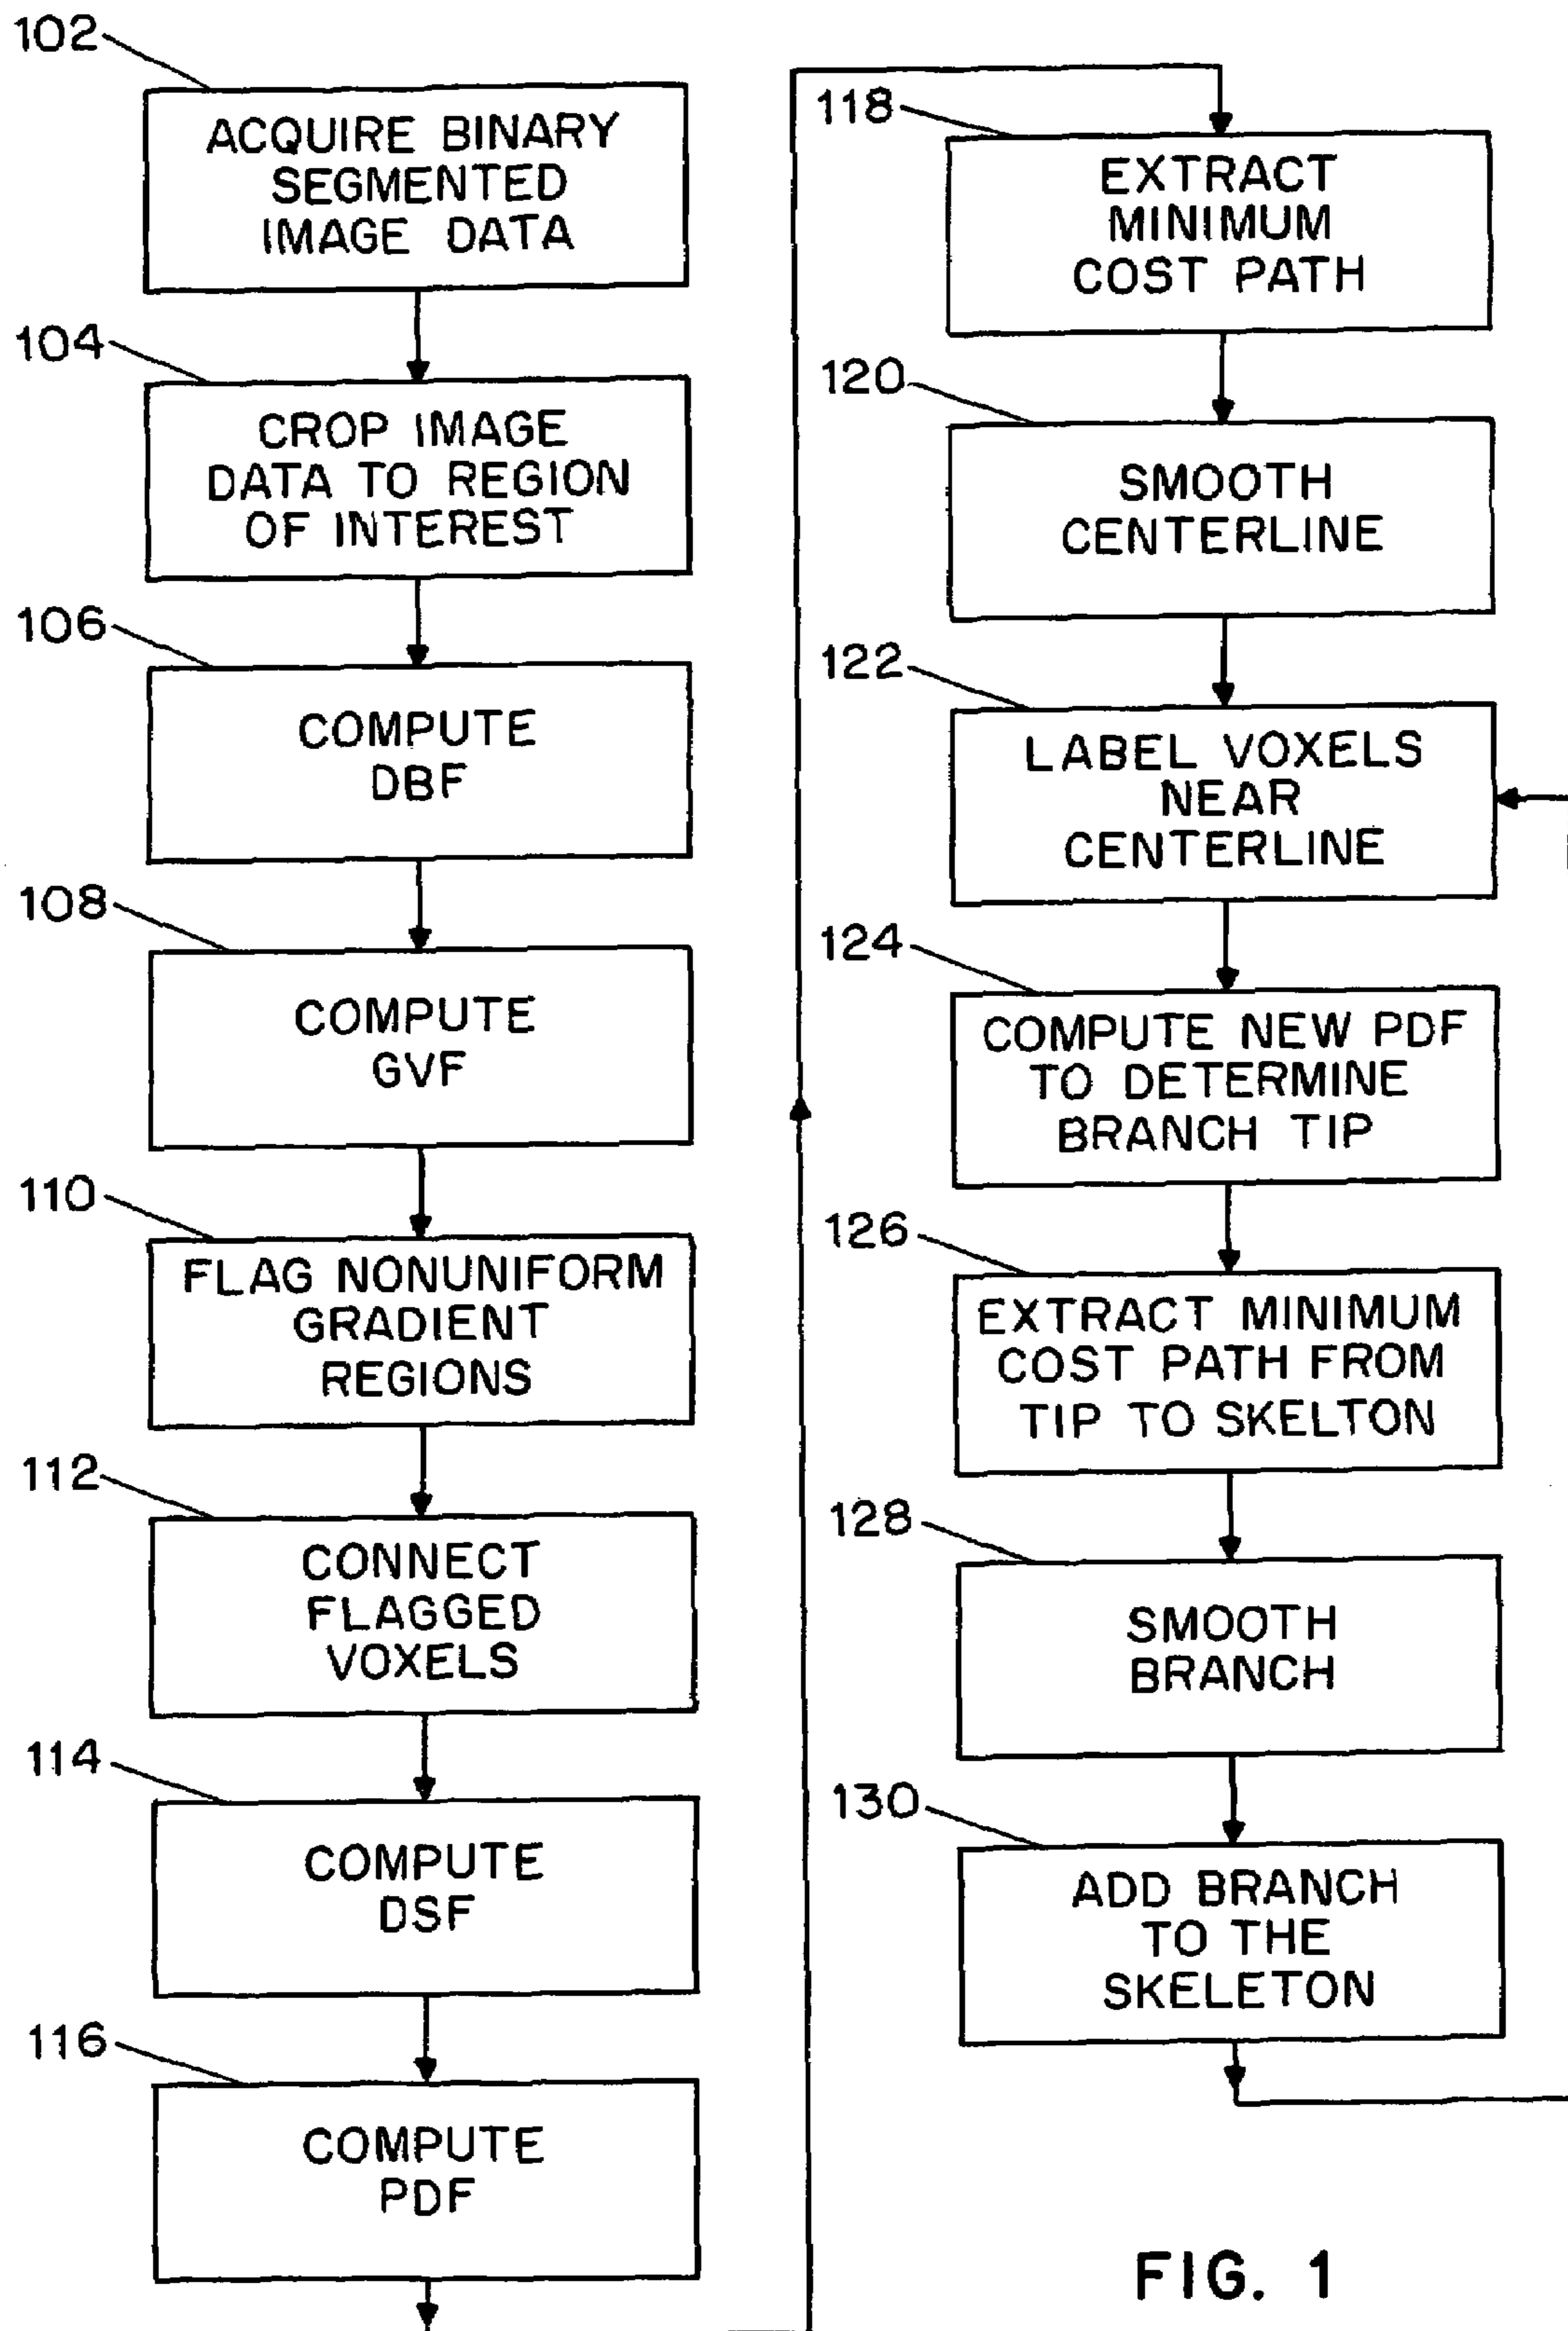 102
ACQUIRE BINARY
SEGMENTED
IMAGE DATA
104
CROP IMAGE
DATA TO REGION
OF INTEREST
106
COMPUTE
DBF
108
COMPUTE
GVF
110
FLAG NONUNIFORM
GRADIENT
REGIONS
112
CONNECT
FLAGGED
VOXELS
114
COMPUTE
DSF
116
COMPUTE
PDF
118
EXTRACT
MINIMUM
COST PATH
120
SMOOTH
CENTERLINE
122
LABEL VOXELS
NEAR
CENTERLINE
124
COMPUTE NEW PDF
TO DETERMINE
BRANCH TIP
126
EXTRACT MINIMUM
COST PATH FROM
TIP TO SKELTON
128
SMOOTH
BRANCH
130
ADD BRANCH
TO THE
SKELETON
FIG. 1